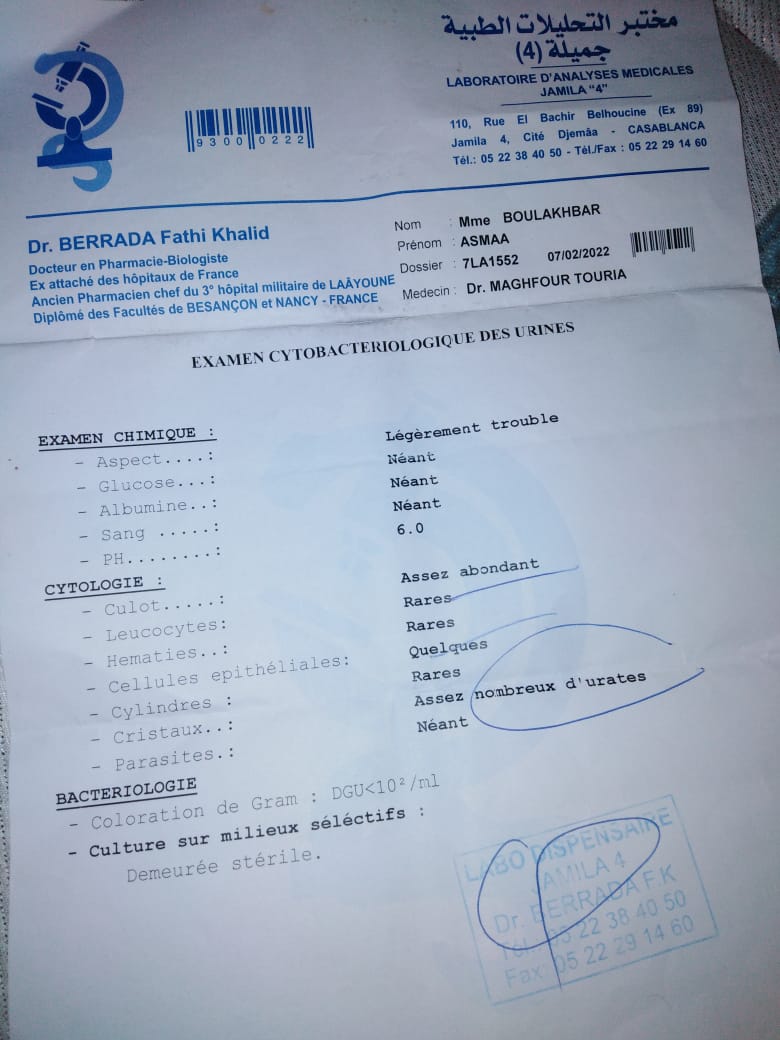 مختبر التحليلات الطبية
جميلة (4)
LABORATOIRE D'ANALYSES MEDICALES
JAMILA "4"
110, Rue El Bachir Belhoucine (Ex 89)
Jamila 4, Cité Djemâa - CASABLANCA
Tél.: 05 22 38 40 50 - Tél./Fax : 05 22 29 14 60
93000222
Dr. BERRADA Fathi Khalid
Docteur en Pharmacie-Biologiste
Ex attaché des hôpitaux de France
Ancien Pharmacien chef du 3° hôpital militaire de LAÂYOUNE
Diplômé des Facultés de BESANÇON et NANCY - FRANCE
Nom : Mme BOULAKHBAR
Prénom : ASMAA
Dossier : 7LA1552 07/02/2022
Medecin : Dr. MAGHFOUR TOURIA
EXAMEN CYTOBACTERIOLOGIQUE DES URINES
EXAMEN CHIMIQUE :
- Aspect....: Légèrement trouble
- Glucose...: Néant
- Albumine..: Néant
- Sang .....: Néant
- PH........: 6.0
CYTOLOGIE :
- Culot.....: Assez abondant
- Leucocytes: Rares
- Hematies..: Rares
- Cellules epithéliales: Quelques
- Cylindres : Rares
- Cristaux..: Assez nombreux d'urates
- Parasites.: Néant
BACTERIOLOGIE
- Coloration de Gram : DGU<10²/ml
- Culture sur milieux séléctifs :
Demeurée stérile.
LABO DISPENSAIRE
JAMILA 4
Dr. BERRADA F.K
Tél.: 05 22 38 40 50
Fax: 05 22 29 14 60